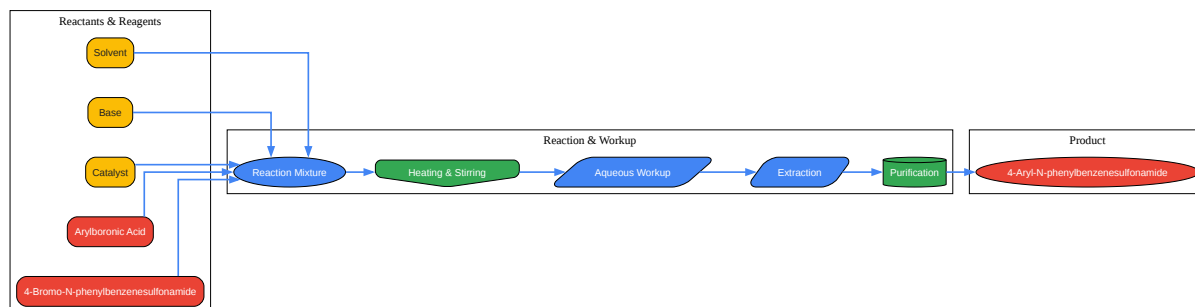 Reactants & Reagents
Solvent
Base
Catalyst
Arylboronic Acid
4-Bromo-N-phenylbenzenesulfonamide
Reaction & Workup
Reaction Mixture
Heating & Stirring
Aqueous Workup
Extraction
Purification
Product
4-Aryl-N-phenylbenzenesulfonamide